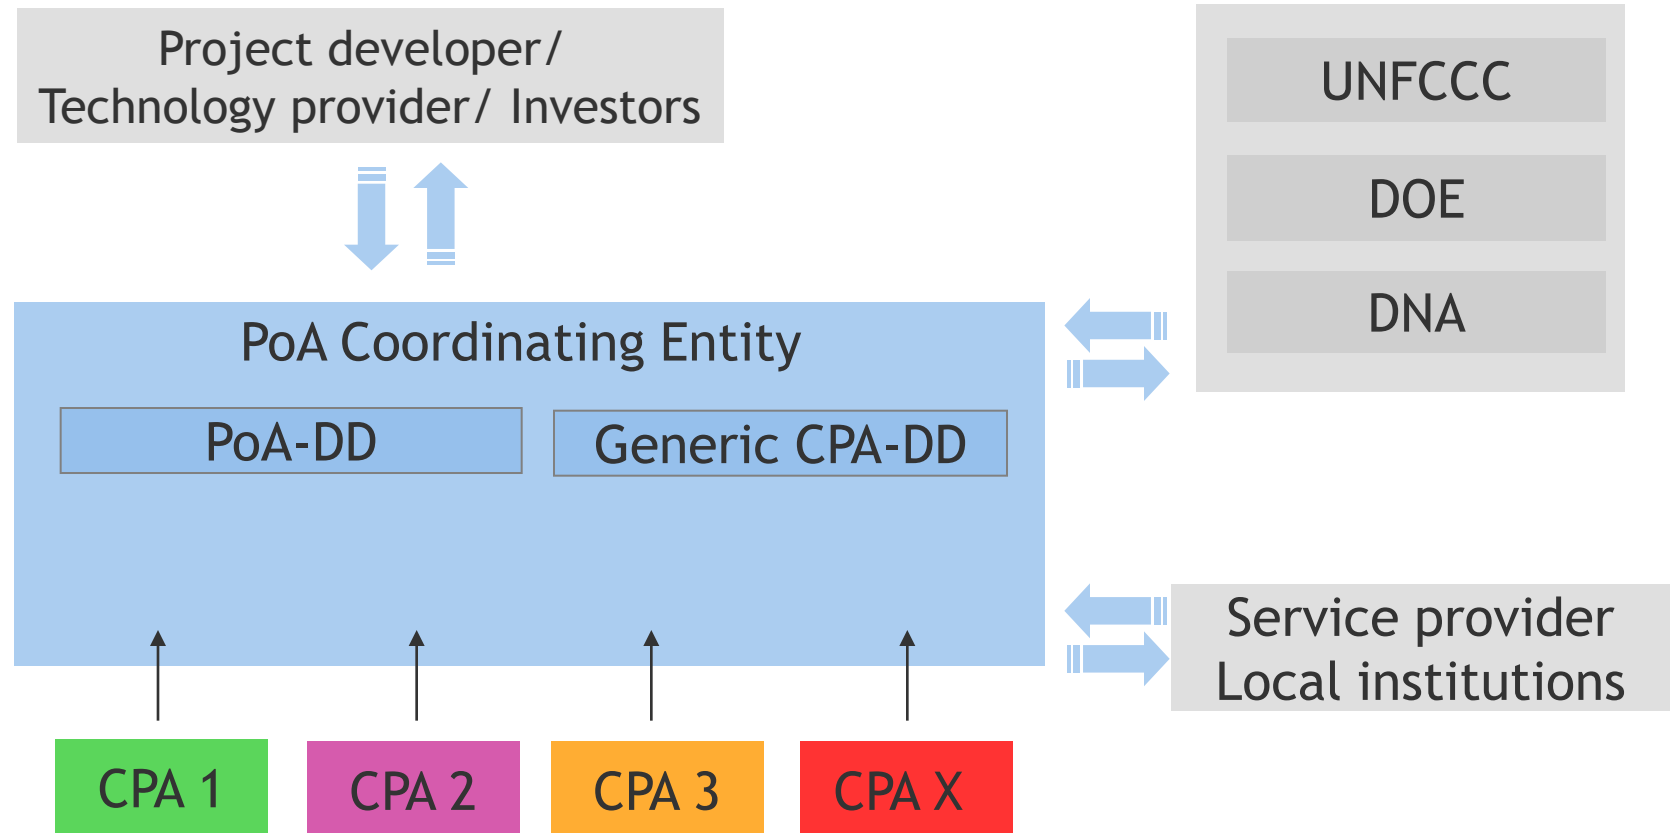 Project developer/
Technology provider/ Investors
UNFCCC
DOE
DNA
PoA Coordinating Entity
PoA-DD
Generic CPA-DD
Service provider
Local institutions
CPA 1
CPA 2
CPA 3
CPA X